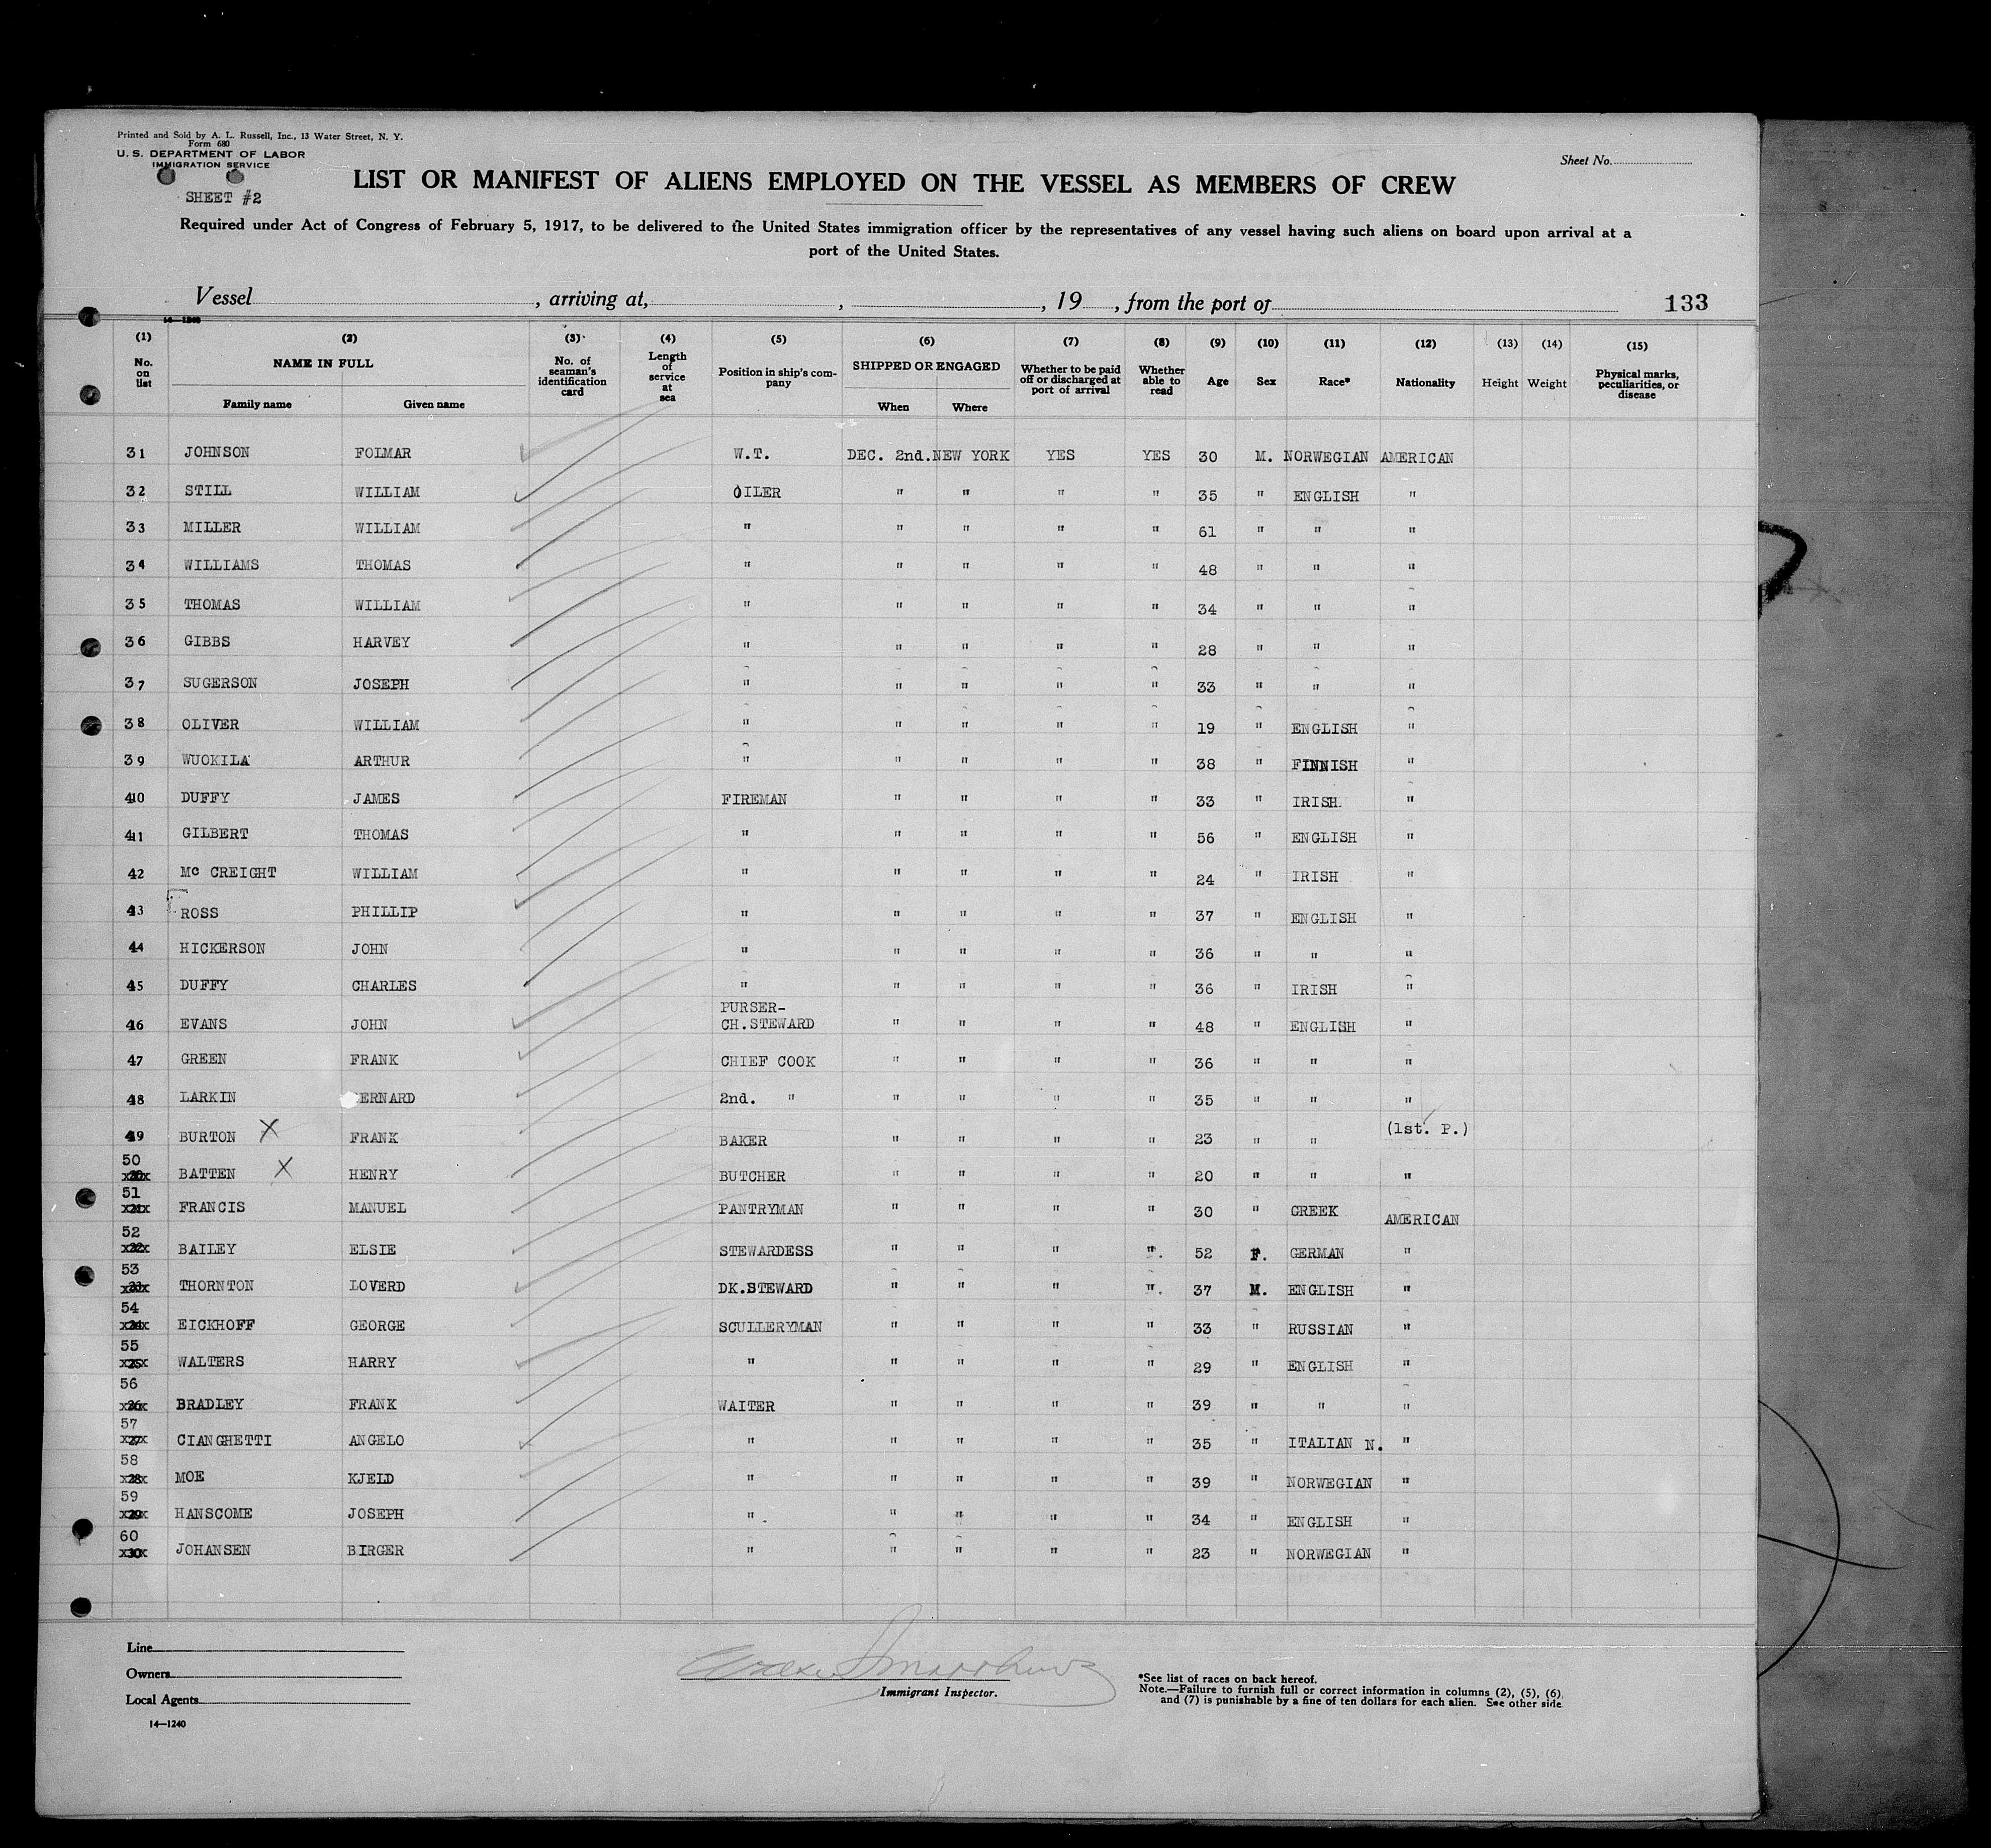 Printed and Sold by A. L. Russell, Inc., 13 Water Street, N. Y.
Form 680
U. S. DEPARTMENT OF LABOR
IMMIGRATION SERVICE
SHEET #2
Sheet No.
LIST OR MANIFEST OF ALIENS EMPLOYED ON THE VESSEL AS MEMBERS OF CREW
Required under Act of Congress of February 5, 1917, to be delivered to the United States immigration officer by the representatives of any vessel having such aliens on board upon arrival at a
port of the United States.
Vessel , arriving at, , , 19 , from the port of 133
14—1240
(1) (2) (3) (4) (5) (6) (7) (8) (9) (10) (11) (12) (13) (14) (15)
No. on list NAME IN FULL No. of seaman's identification card Length of service at sea Position in ship's company SHIPPED OR ENGAGED Whether to be paid off or discharged at port of arrival Whether able to read Age Sex Race* Nationality Height Weight Physical marks, peculiarities, or disease
Family name Given name When Where
31 JOHNSON FOLMAR W.T. DEC. 2nd. NEW YORK YES YES 30 M. NORWEGIAN AMERICAN
32 STILL WILLIAM OILER " " " " 35 " ENGLISH "
33 MILLER WILLIAM " " " " " 61 " " "
34 WILLIAMS THOMAS " " " " " 48 " " "
35 THOMAS WILLIAM " " " " " 34 " " "
36 GIBBS HARVEY " " " " " 28 " " "
37 SUGERSON JOSEPH " " " " " 33 " " "
38 OLIVER WILLIAM " " " " " 19 " ENGLISH "
39 WUOKILA ARTHUR " " " " " 38 " FINNISH "
40 DUFFY JAMES FIREMAN " " " " 33 " IRISH "
41 GILBERT THOMAS " " " " " 56 " ENGLISH "
42 Mc CREIGHT WILLIAM " " " " " 24 " IRISH "
43 ROSS PHILLIP " " " " " 37 " ENGLISH "
44 HICKERSON JOHN " " " " " 36 " " "
45 DUFFY CHARLES " " " " " 36 " IRISH "
46 EVANS JOHN PURSER-CH.STEWARD " " " " 48 " ENGLISH "
47 GREEN FRANK CHIEF COOK " " " " 36 " " "
48 LARKIN ERNARD 2nd. " " " " " 35 " " "
49 BURTON X FRANK BAKER " " " " 23 " " (1st. P.)
50 BATTEN X HENRY BUTCHER " " " " 20 " " "
51 FRANCIS MANUEL PANTRYMAN " " " " 30 " GREEK AMERICAN
52 BAILEY ELSIE STEWARDESS " " " ". 52 F. GERMAN "
53 THORNTON LOVERD DK.STEWARD " " " ". 37 M. ENGLISH "
54 EICKHOFF GEORGE SCULLERYMAN " " " " 33 " RUSSIAN "
55 WALTERS HARRY " " " " " 29 " ENGLISH "
56 BRADLEY FRANK WAITER " " " " 39 " " "
57 CIANGHETTI ANGELO " " " " " 35 " ITALIAN N. "
58 MOE KJELD " " " " " 39 " NORWEGIAN "
59 HANSCOME JOSEPH " " " " " 34 " ENGLISH "
60 JOHANSEN BIRGER " " " " " 23 " NORWEGIAN "
Line
Owners
Local Agents
14—1240
Immigrant Inspector.
*See list of races on back hereof.
Note.—Failure to furnish full or correct information in columns (2), (5), (6)
and (7) is punishable by a fine of ten dollars for each alien. See other side